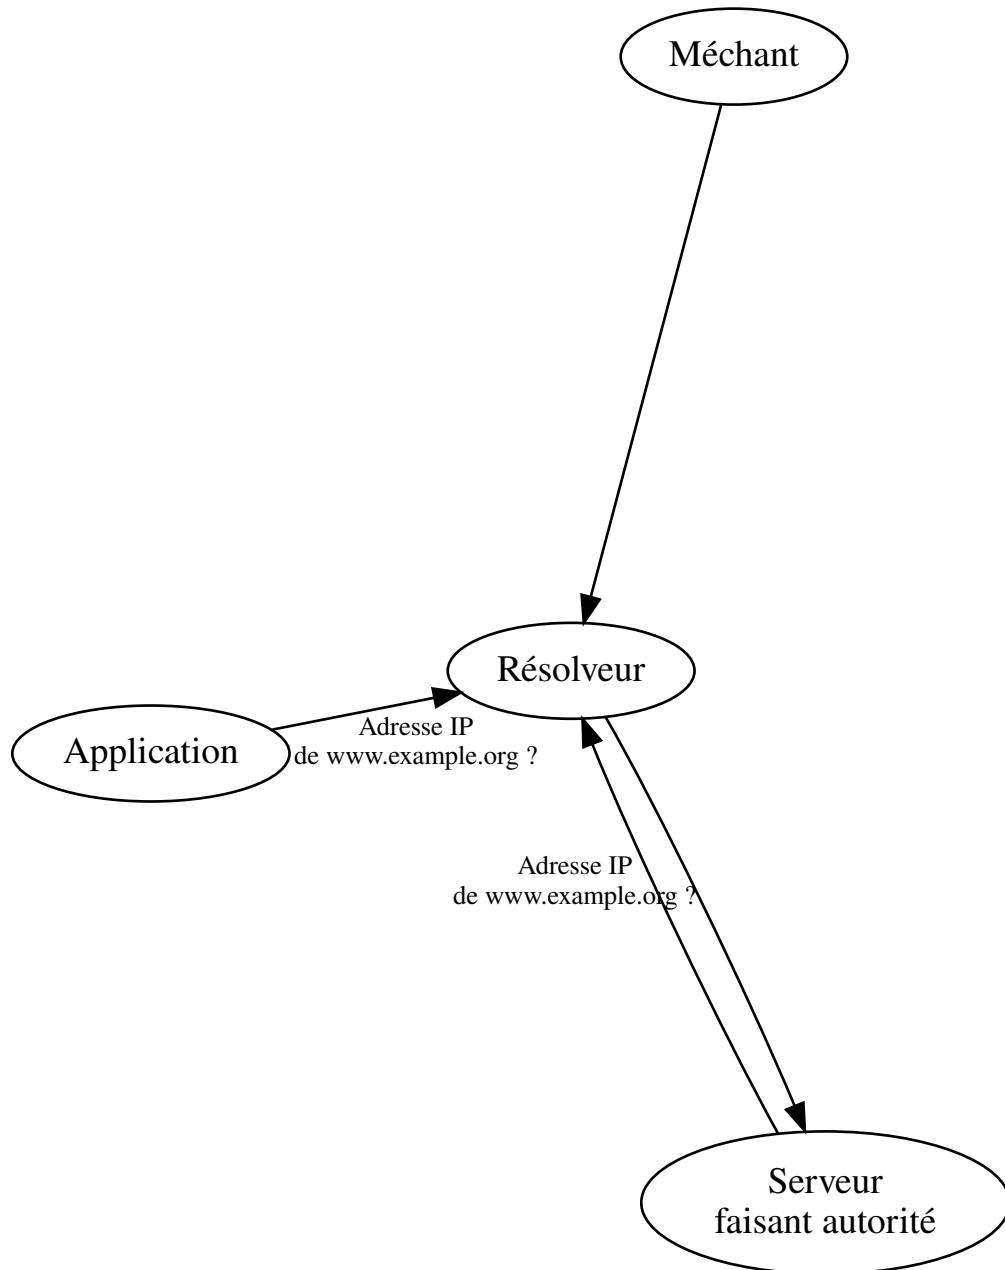 Méchant
Résolveur
Application
Adresse IP
de www.example.org ?
Adresse IP
de www.example.org ?
Serveur
faisant autorité